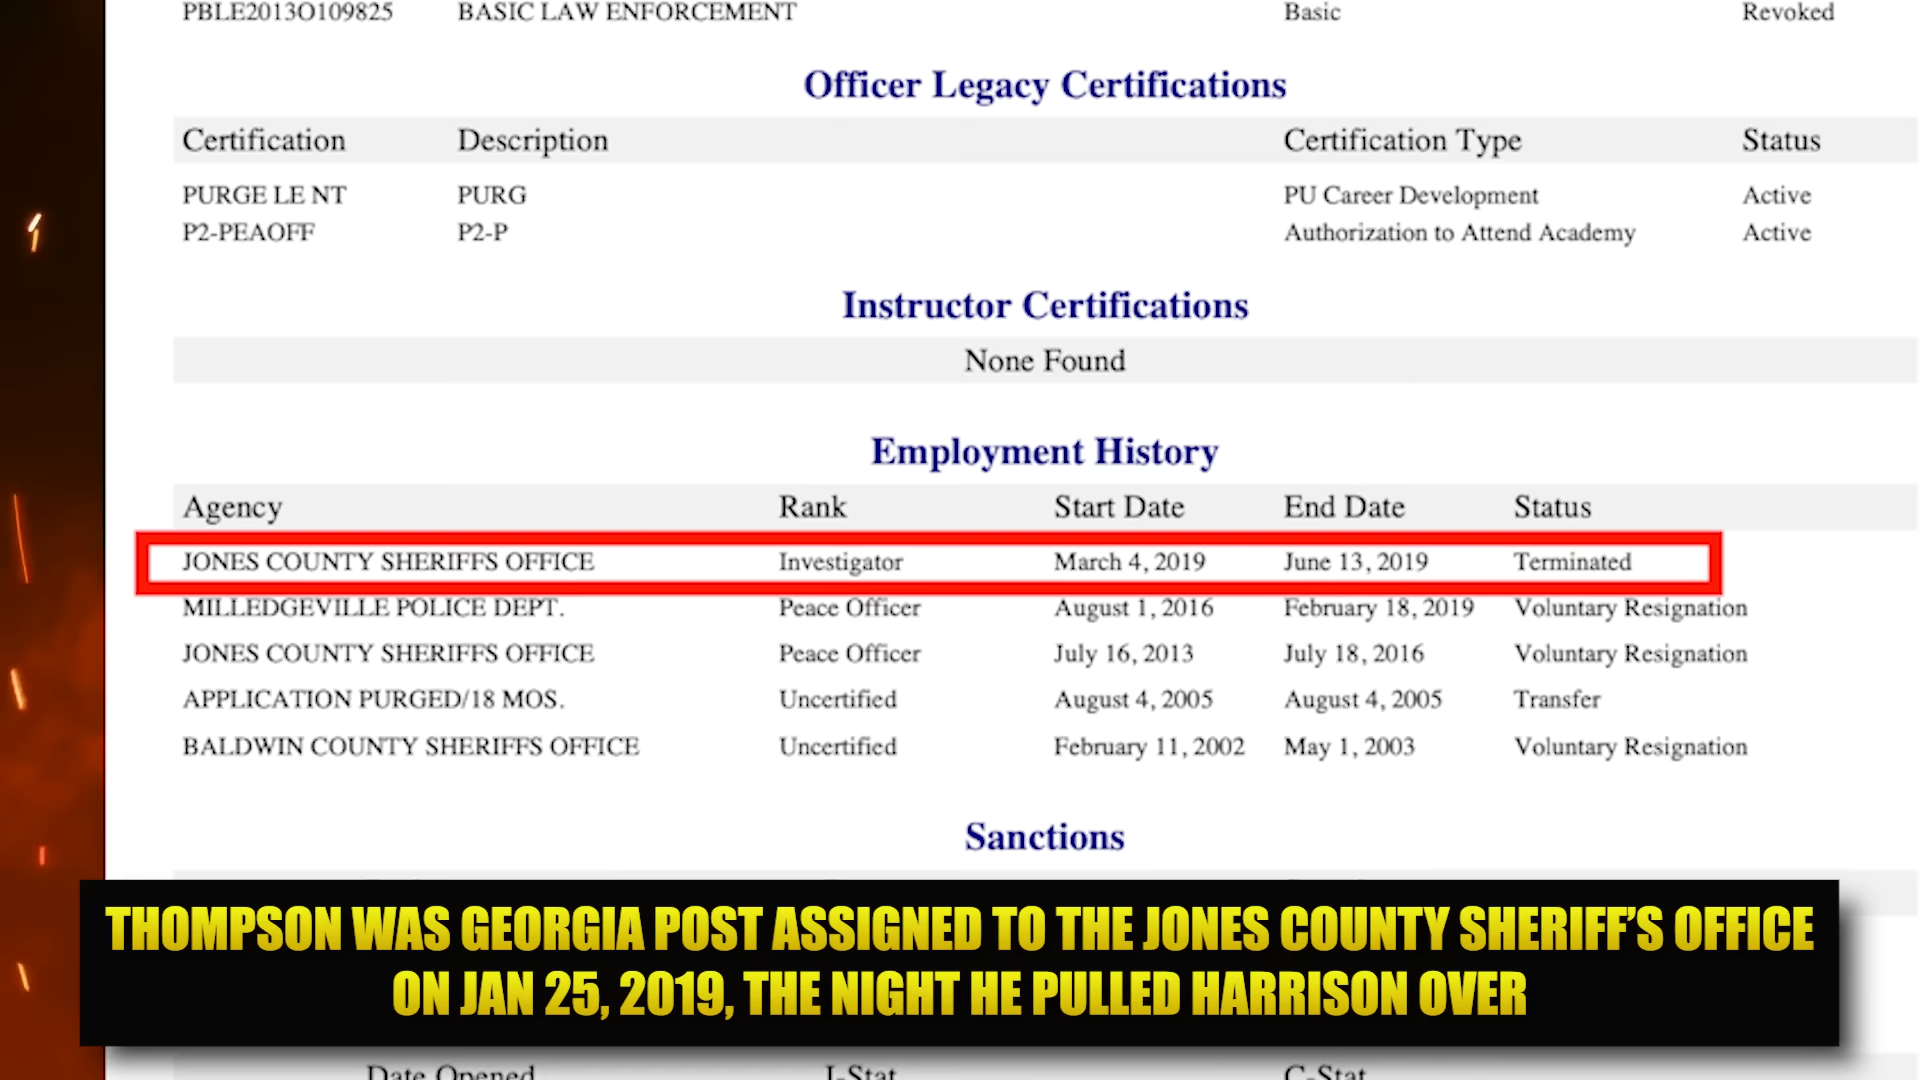 PBLE2013O109825 BASIC LAW ENFORCEMENT Basic Revoked
Officer Legacy Certifications
Certification Description Certification Type Status
PURGE LE NT PURG PU Career Development Active
P2-PEAOFF P2-P Authorization to Attend Academy Active
Instructor Certifications
None Found
Employment History
Agency Rank Start Date End Date Status
JONES COUNTY SHERIFFS OFFICE Investigator March 4, 2019 June 13, 2019 Terminated
MILLEDGEVILLE POLICE DEPT. Peace Officer August 1, 2016 February 18, 2019 Voluntary Resignation
JONES COUNTY SHERIFFS OFFICE Peace Officer July 16, 2013 July 18, 2016 Voluntary Resignation
APPLICATION PURGED/18 MOS. Uncertified August 4, 2005 August 4, 2005 Transfer
BALDWIN COUNTY SHERIFFS OFFICE Uncertified February 11, 2002 May 1, 2003 Voluntary Resignation
Sanctions
THOMPSON WAS GEORGIA POST ASSIGNED TO THE JONES COUNTY SHERIFF'S OFFICE
ON JAN 25, 2019, THE NIGHT HE PULLED HARRISON OVER
Date Opened I-Stat C-Stat